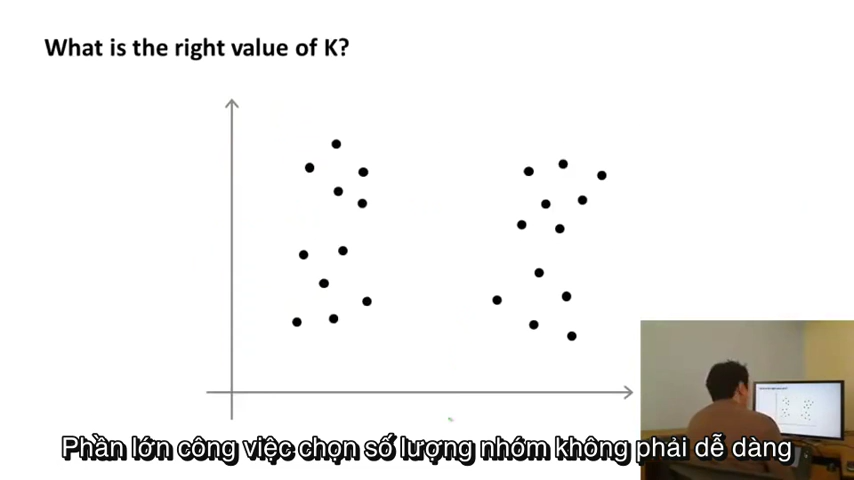 What is the right value of K?
Phần lớn công việc chọn số lượng nhóm không phải dễ dàng